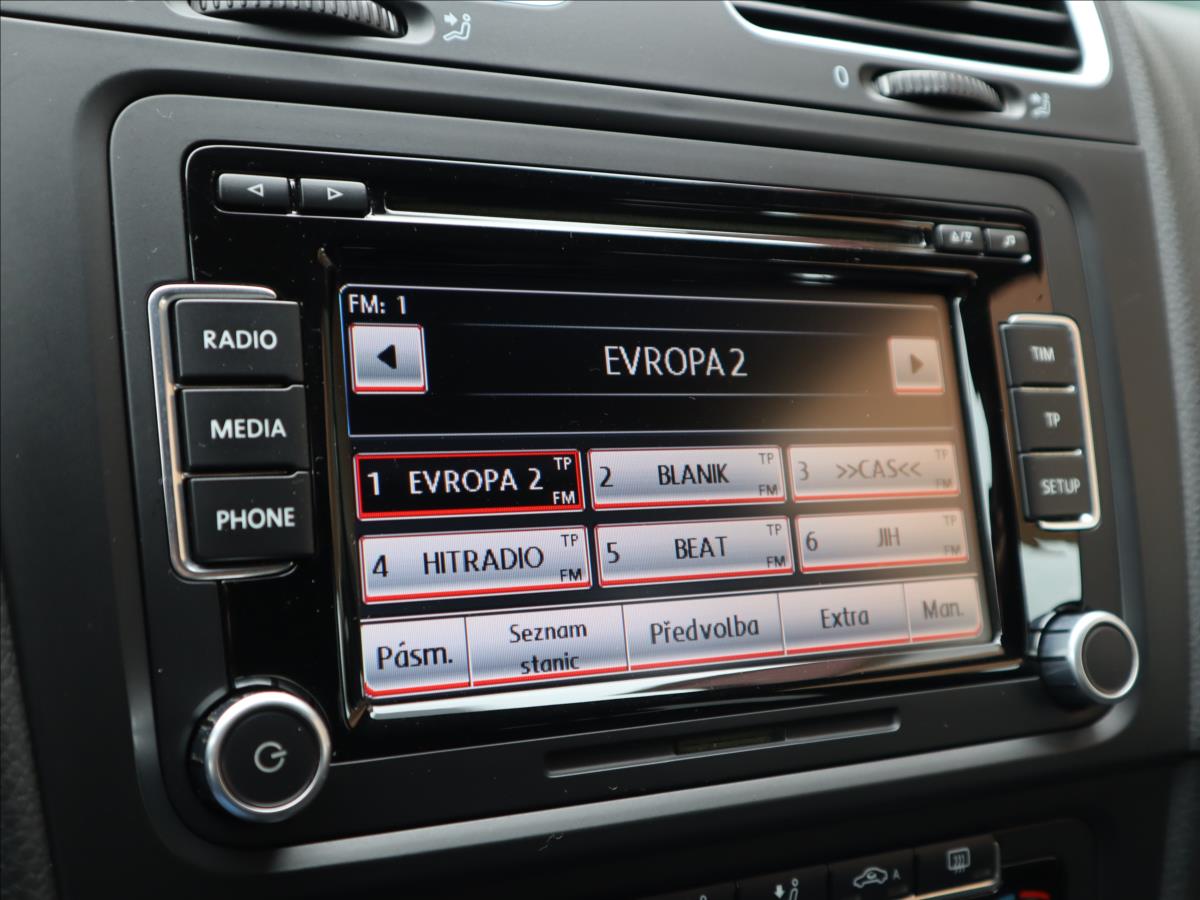 0
RADIO
MEDIA
PHONE
FM: 1
EVROPA 2
1 EVROPA 2 TP FM
2 BLANIK TP FM
3 >>CAS<< TP FM
4 HITRADIO TP FM
5 BEAT TP FM
6 JIH TP FM
Pásm.
Seznam
stanic
Předvolba
Extra
Man.
TIM
TP
SETUP
A